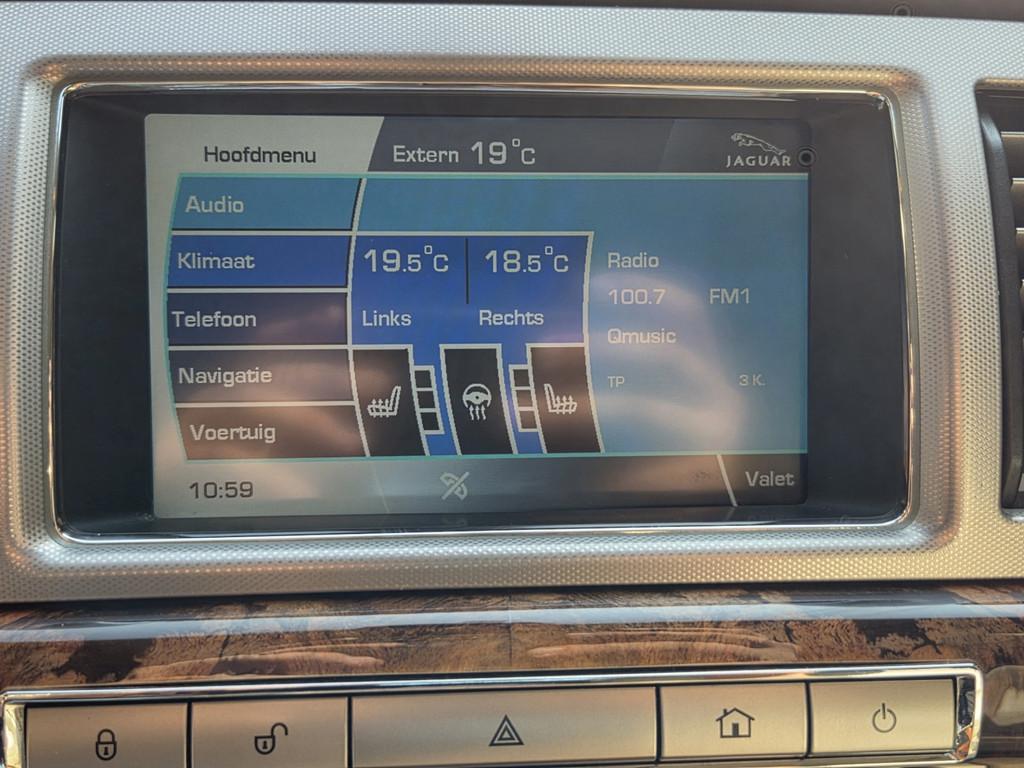 Hoofdmenu
Extern 19°C
JAGUAR
Audio
Klimaat
19.5°C
18.5°C
Links
Rechts
Radio
100.7 FM1
Qmusic
TP 3 K.
Telefoon
Navigatie
Voertuig
10:59
Valet